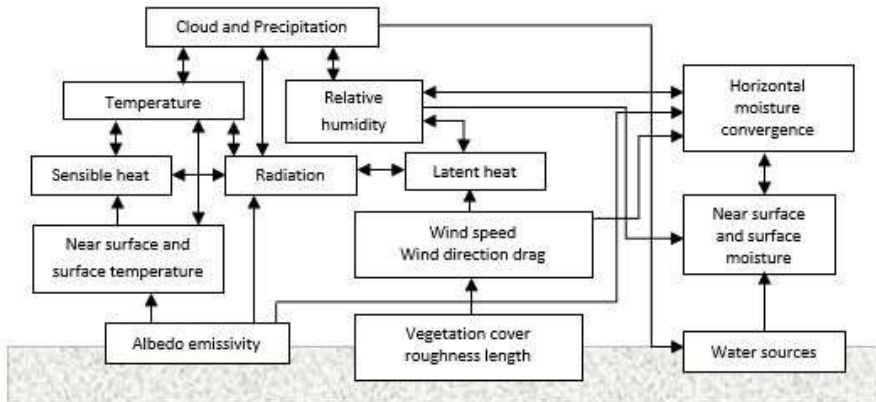 Cloud and Precipitation
Temperature
Relative
humidity
Horizontal
moisture
convergence
Sensible heat
Radiation
Latent heat
Near surface and
surface temperature
Wind speed
Wind direction drag
Near surface
and surface
moisture
Albedo emissivity
Vegetation cover
roughness length
Water sources